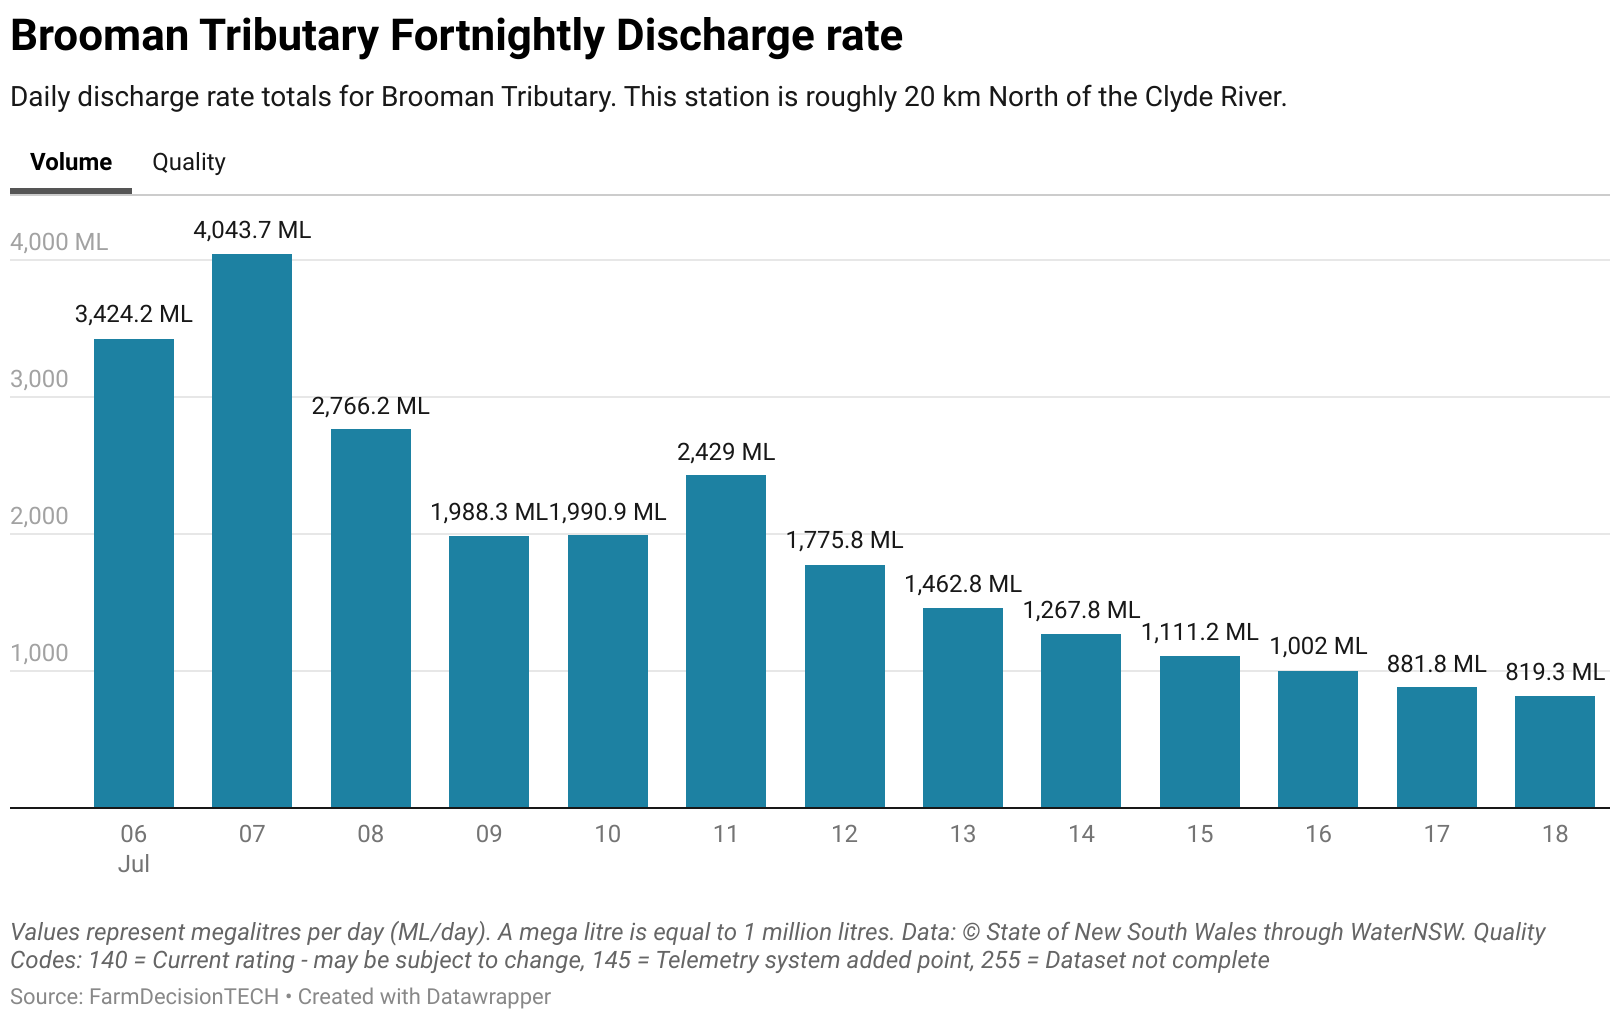 Brooman Tributary Fortnightly Discharge rate
Daily discharge rate totals for Brooman Tributary. This station is roughly 20 km North of the Clyde River.
Volume Quality
4,000 ML
4,043.7 ML
3,424.2 ML
3,000
2,766.2 ML
2,429 ML
2,000
1,988.3 ML 1,990.9 ML
1,775.8 ML
1,462.8 ML
1,267.8 ML
1,111.2 ML
1,002 ML
1,000
881.8 ML
819.3 ML
06 07 08 09 10 11 12 13 14 15 16 17 18
Jul
Values represent megalitres per day (ML/day). A mega litre is equal to 1 million litres. Data: © State of New South Wales through WaterNSW. Quality
Codes: 140 = Current rating - may be subject to change, 145 = Telemetry system added point, 255 = Dataset not complete
Source: FarmDecisionTECH • Created with Datawrapper